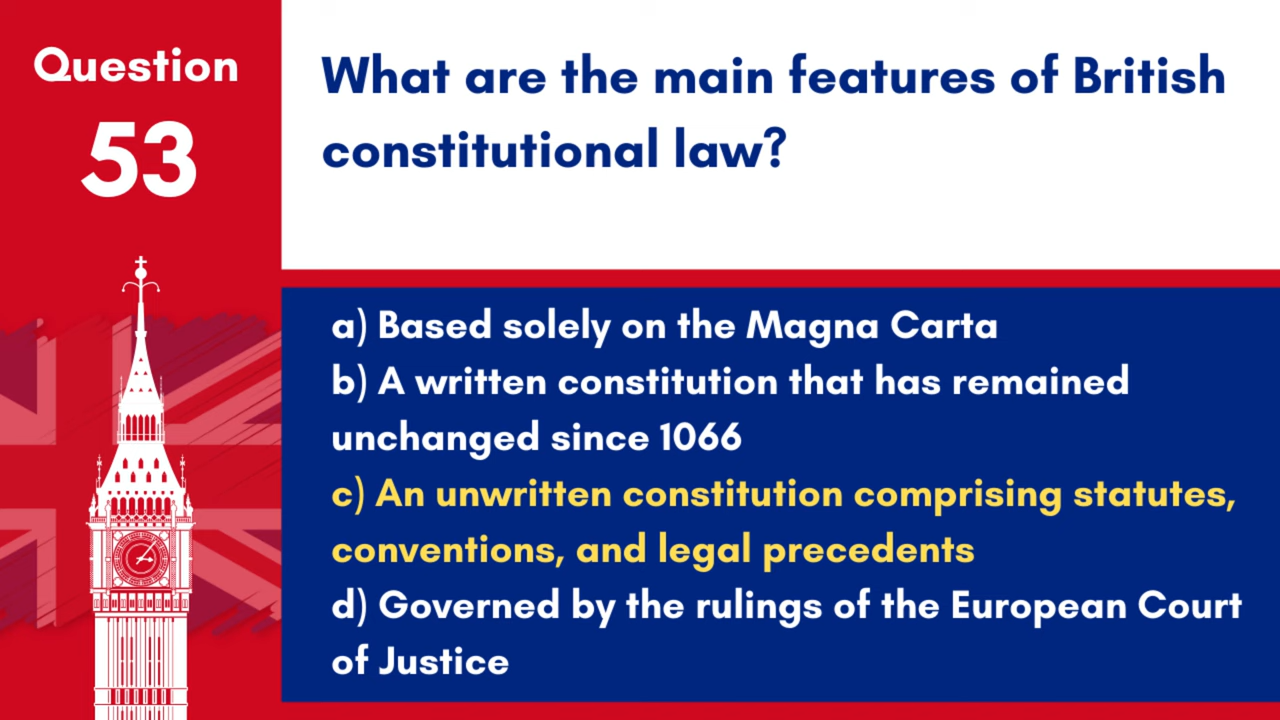 Question
53
What are the main features of British
constitutional law?
a) Based solely on the Magna Carta
b) A written constitution that has remained
unchanged since 1066
c) An unwritten constitution comprising statutes,
conventions, and legal precedents
d) Governed by the rulings of the European Court
of Justice